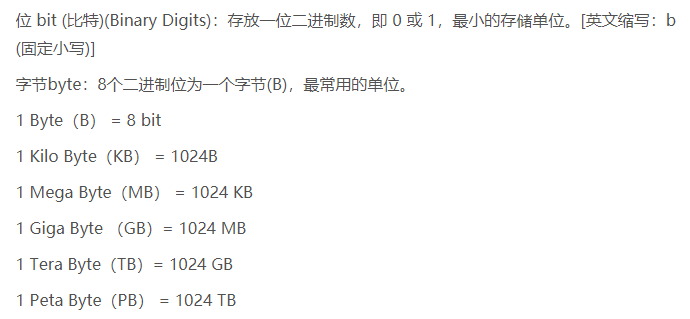 位 bit (比特)(Binary Digits)：存放一位二进制数，即 0 或 1，最小的存储单位。[英文缩写：b
(固定小写)]
字节byte：8个二进制位为一个字节(B)，最常用的单位。
1 Byte（B） = 8 bit
1 Kilo Byte（KB） = 1024B
1 Mega Byte（MB） = 1024 KB
1 Giga Byte （GB）= 1024 MB
1 Tera Byte（TB）= 1024 GB
1 Peta Byte（PB） = 1024 TB